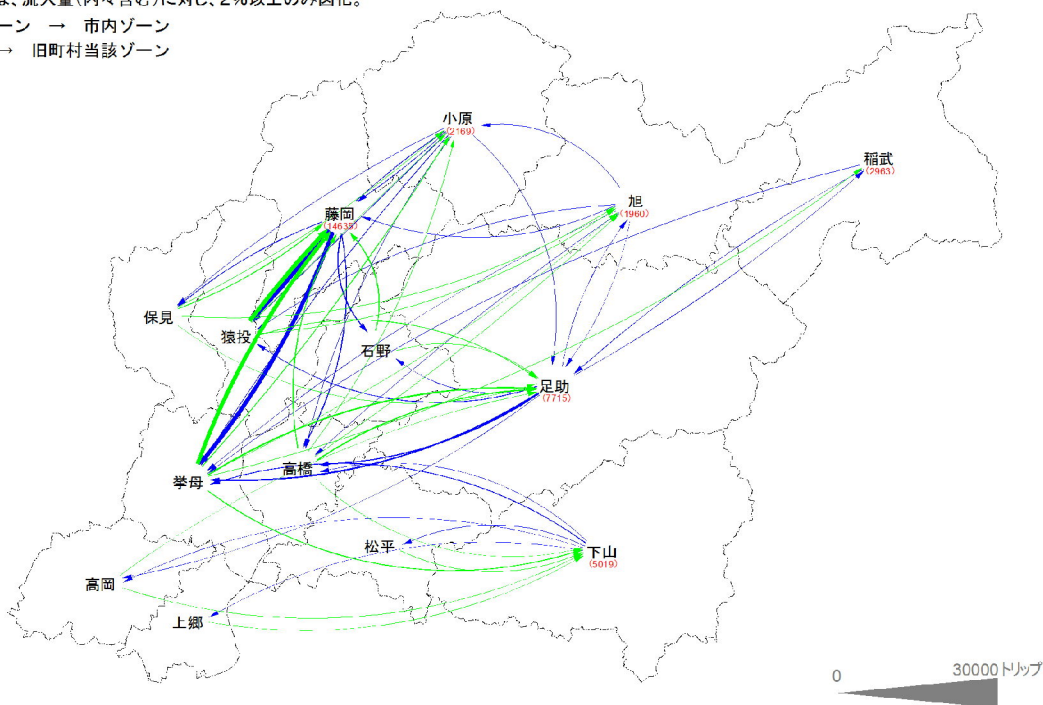 は、流入量(内々含む)に対し、2%以上のみ図化。
ーン → 市内ゾーン
→ 旧町村当該ゾーン
小原
(2169)
稲武
(2963)
旭
(1960)
藤岡
(14635)
保見
猿投
石野
足助
(7715)
高橋
挙母
松平
下山
(5019)
高岡
上郷
0
30000トリップ